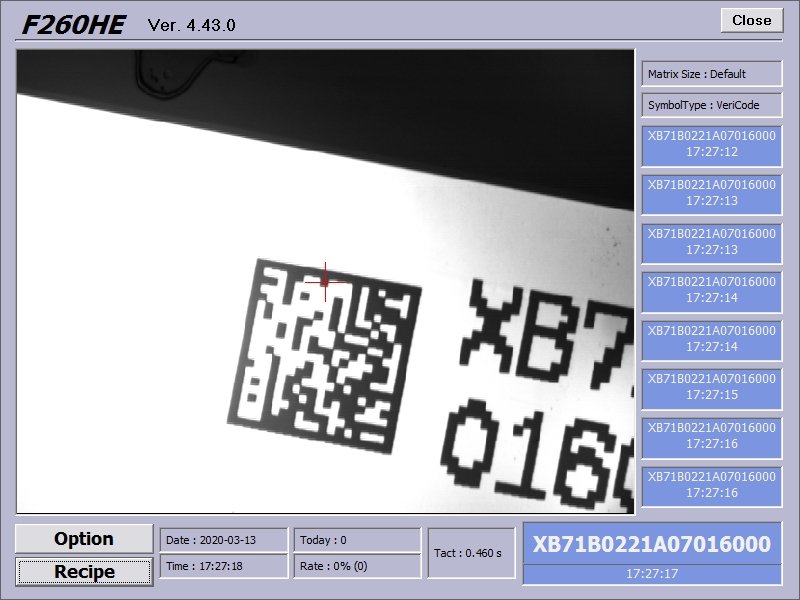 F260HE Ver. 4.43.0
Close
Matrix Size : Default
SymbolType : VeriCode
XB71B0221A07016000
17:27:12
XB71B0221A07016000
17:27:13
XB71B0221A07016000
17:27:13
XB71B0221A07016000
17:27:14
XB71B0221A07016000
17:27:14
XB71B0221A07016000
17:27:15
XB71B0221A07016000
17:27:16
XB71B0221A07016000
17:27:16
XB7
016
Option
Recipe
Date : 2020-03-13
Time : 17:27:18
Today : 0
Rate : 0% (0)
Tact : 0.460 s
XB71B0221A07016000
17:27:17